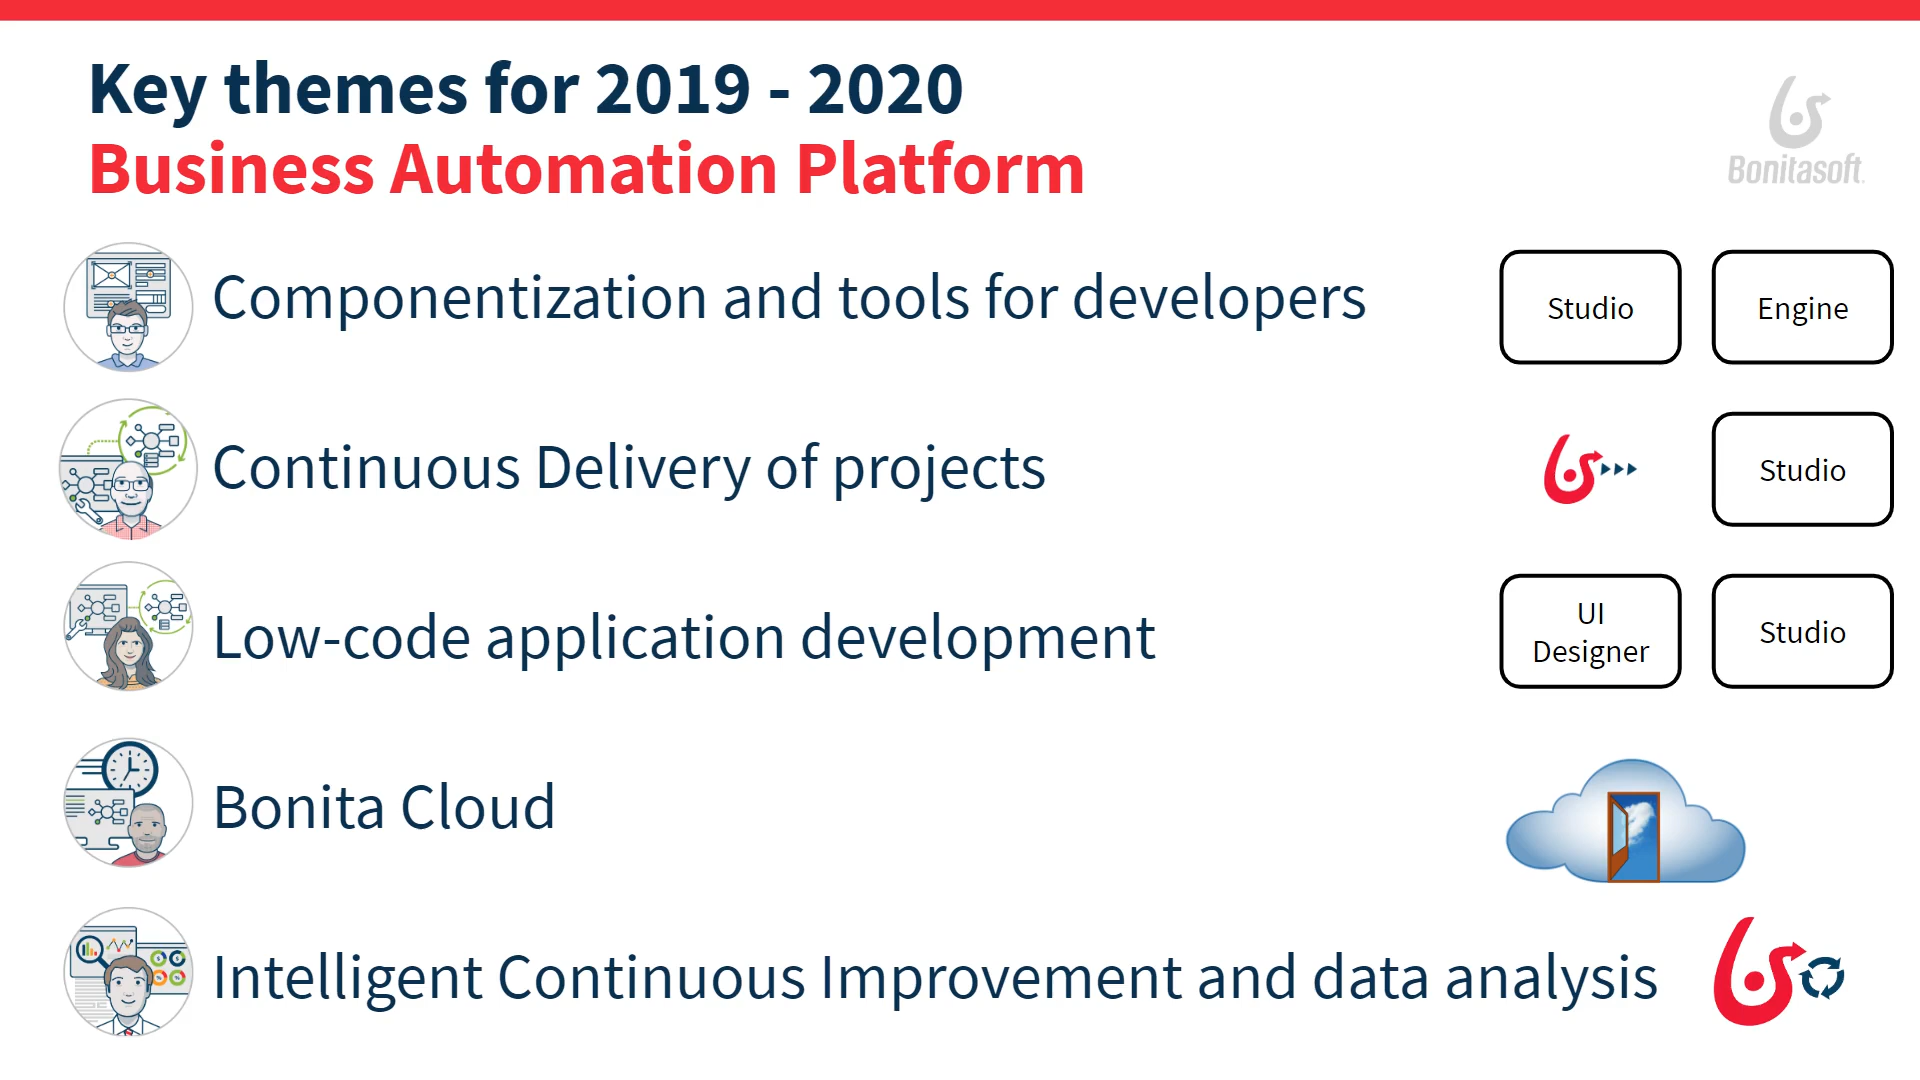 Key themes for 2019 - 2020
Business Automation Platform
Bonitasoft
Componentization and tools for developers
Studio
Engine
Continuous Delivery of projects
Studio
Low-code application development
UI
Designer
Studio
Bonita Cloud
Intelligent Continuous Improvement and data analysis